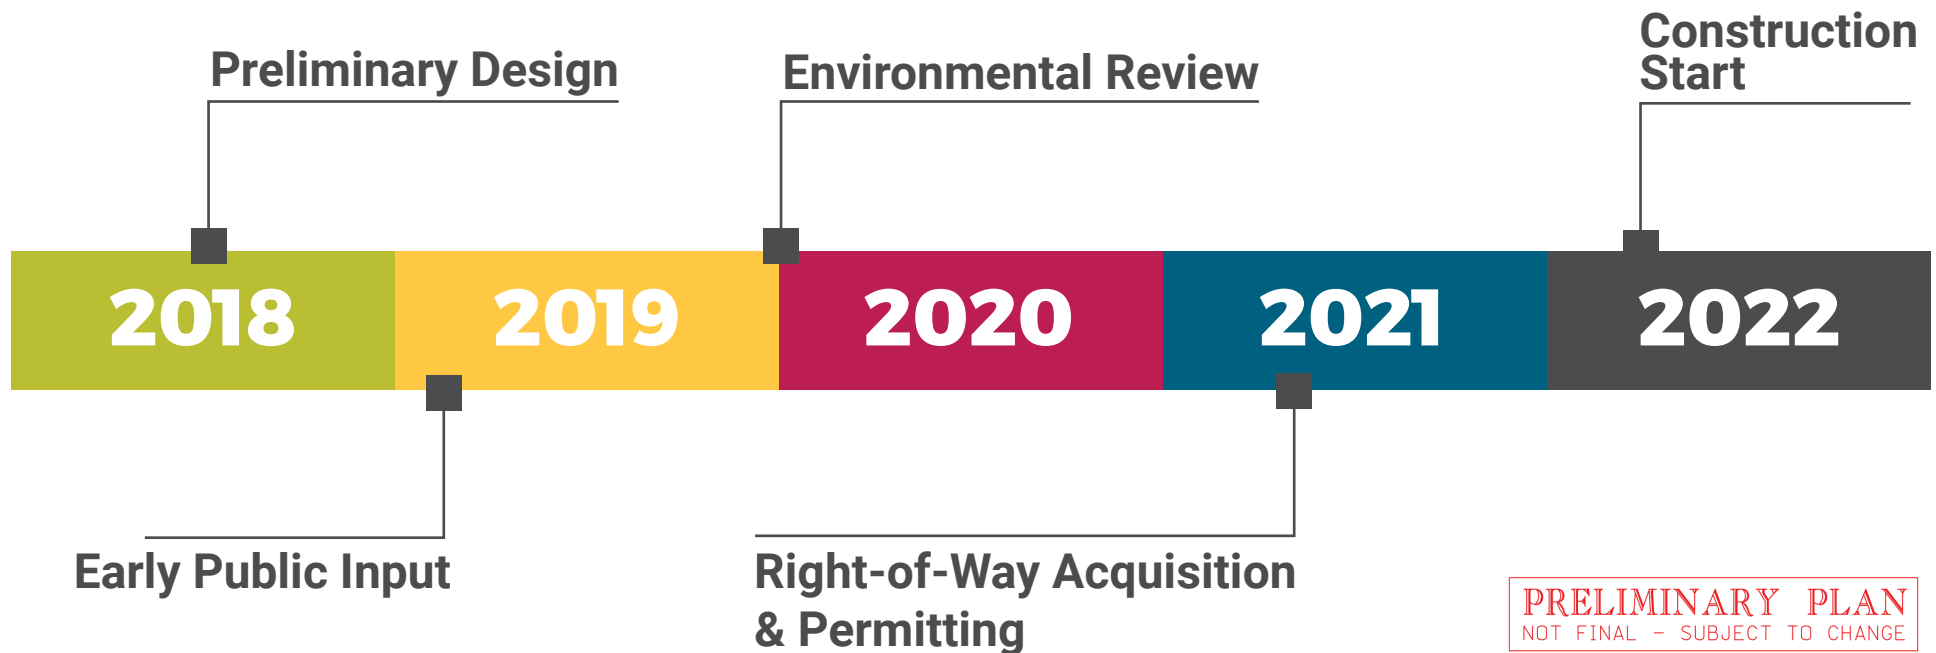 Preliminary Design
Environmental Review
Construction
Start
2018
2019
2020
2021
2022
Early Public Input
Right-of-Way Acquisition
& Permitting
PRELIMINARY PLAN
NOT FINAL - SUBJECT TO CHANGE